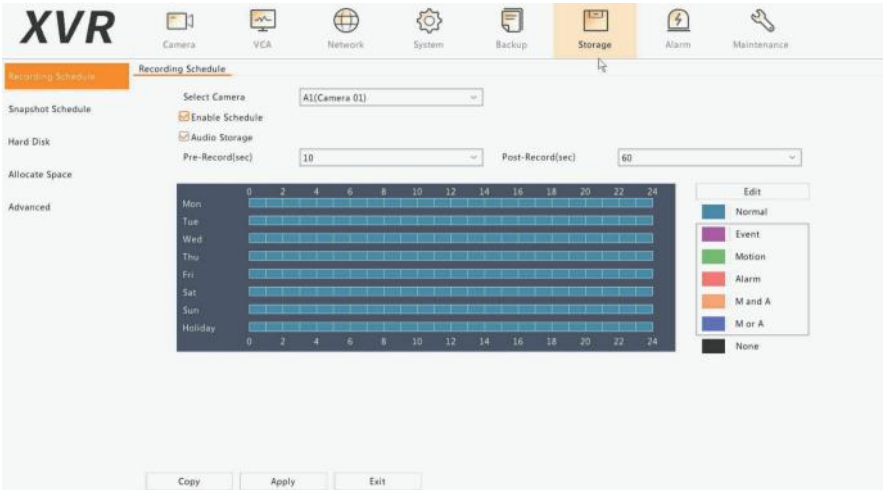 XVR
Camera VCA Network System Backup Storage Alarm Maintenance
Recording Schedule
Snapshot Schedule
Hard Disk
Allocate Space
Advanced
Recording Schedule
Select Camera A1(Camera 01)
Enable Schedule
Audio Storage
Pre-Record(sec) 10 Post-Record(sec) 60
0 2 4 6 8 10 12 14 16 18 20 22 24
Mon
Tue
Wed
Thu
Fri
Sat
Sun
Holiday
0 2 4 6 8 10 12 14 16 18 20 22 24
Edit
Normal
Event
Motion
Alarm
M and A
M or A
None
Copy Apply Exit